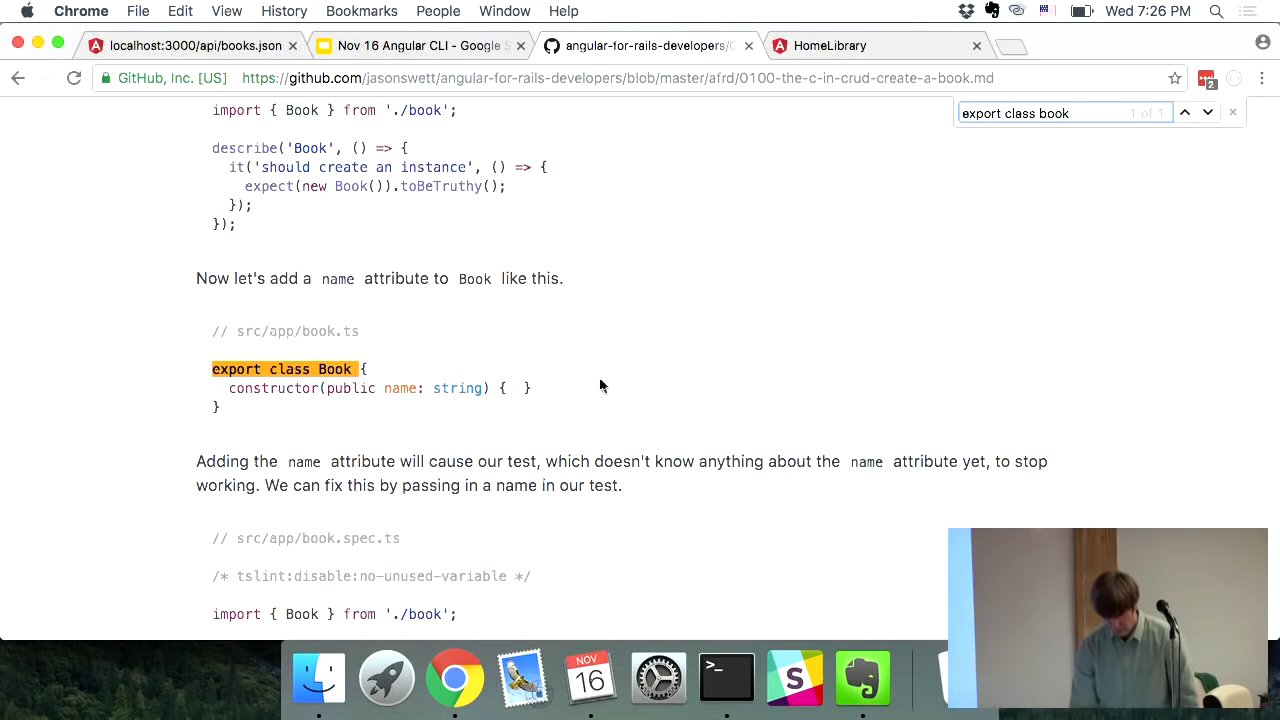 Chrome File Edit View History Bookmarks People Window Help Wed 7:26 PM
localhost:3000/api/books.json Nov 16 Angular CLI - Google S angular-for-rails-developers/ HomeLibrary
GitHub, Inc. [US] https://github.com/jasonswett/angular-for-rails-developers/blob/master/afrd/0100-the-c-in-crud-create-a-book.md 2
export class book 1 of 1
import { Book } from './book';
describe('Book', () => {
it('should create an instance', () => {
expect(new Book()).toBeTruthy();
});
});
Now let's add a name attribute to Book like this.
// src/app/book.ts
export class Book {
constructor(public name: string) { }
}
Adding the name attribute will cause our test, which doesn't know anything about the name attribute yet, to stop
working. We can fix this by passing in a name in our test.
// src/app/book.spec.ts
/* tslint:disable:no-unused-variable */
import { Book } from './book';
NOV
16
>_
S